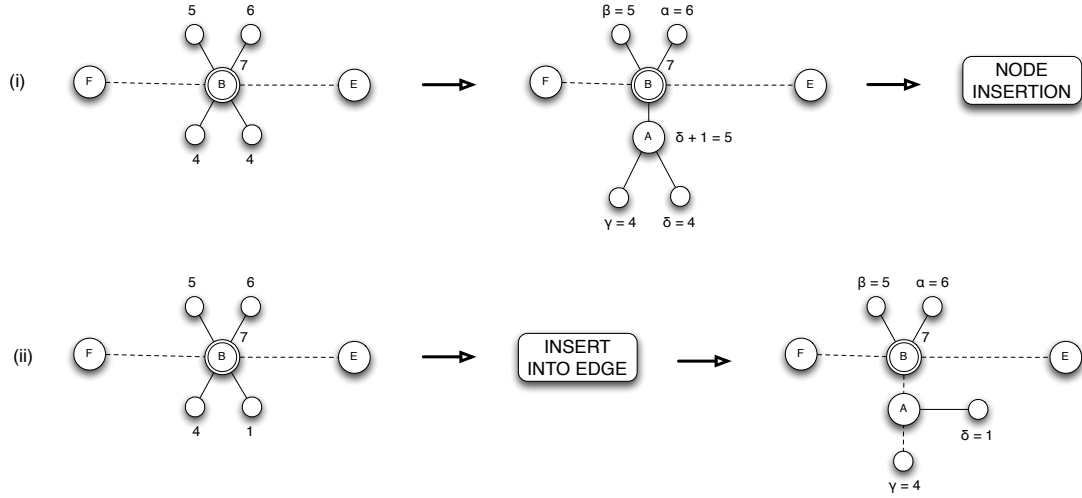 5 6 β = 5 α = 6
(i) F B 7 E F B 7 E NODE INSERTION
A δ + 1 = 5
4 4 γ = 4 δ = 4
5 6 β = 5 α = 6
(ii) F B 7 E INSERT INTO EDGE F B 7 E
A
4 1 δ = 1
γ = 4